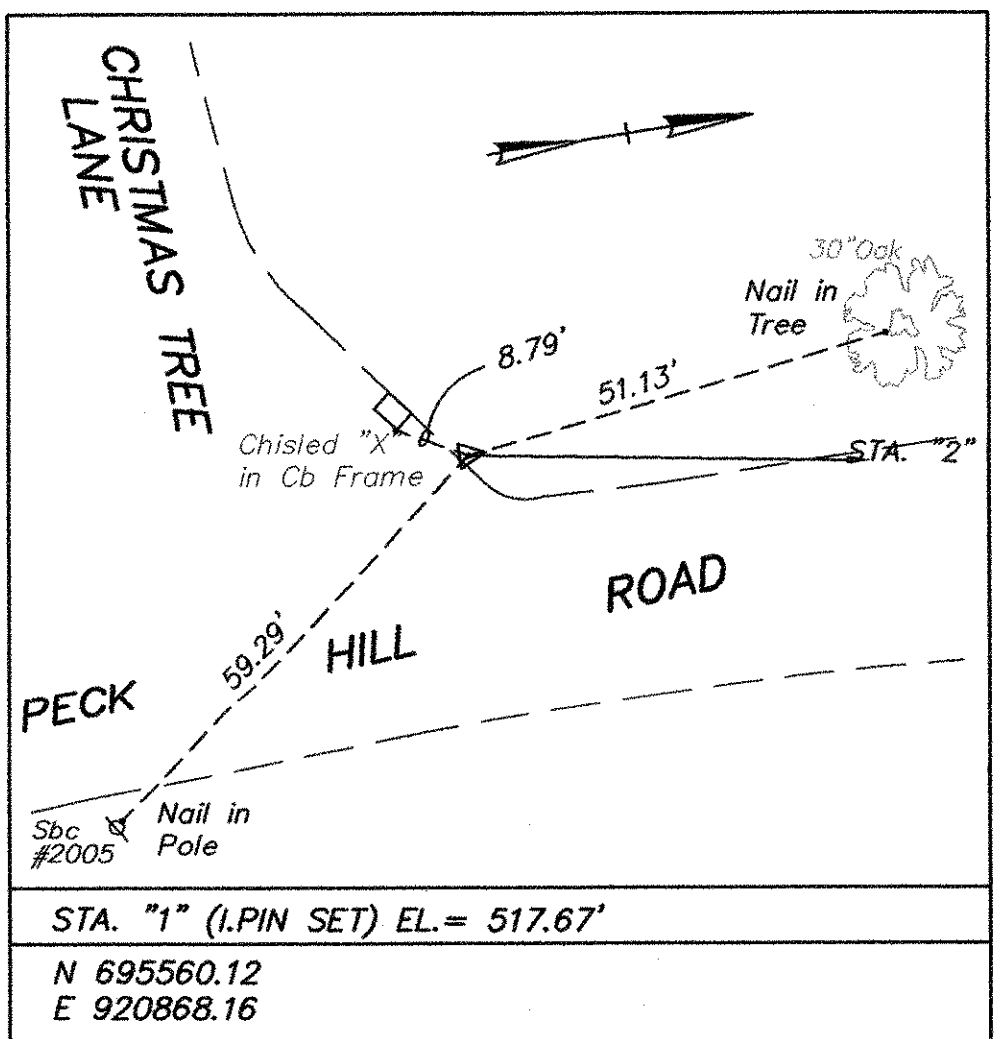 CHRISTMAS TREE
LANE
30"Oak
Nail in
Tree
8.79'
51.13'
Chisled "X"
in Cb Frame
STA. "2"
59.29'
PECK HILL ROAD
Sbc
#2005
Nail in
Pole
STA. "1" (I.PIN SET) EL.= 517.67'
N 695560.12
E 920868.16